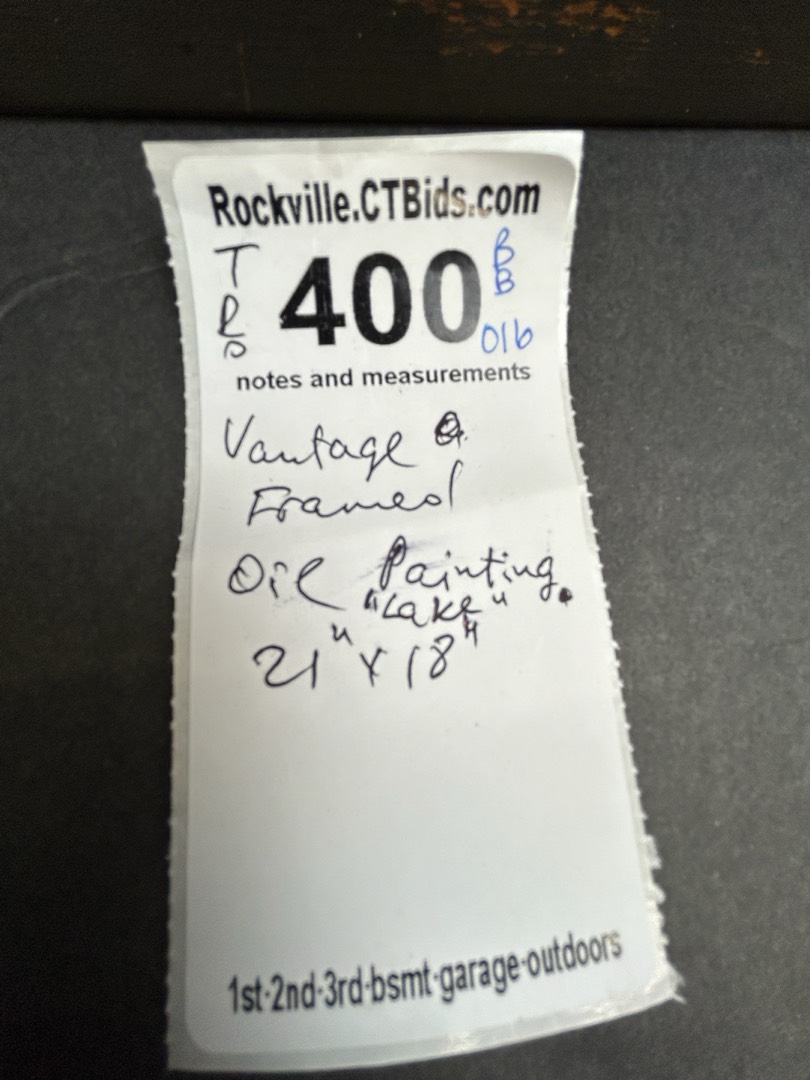 Rockville.CTBids.com
T
400
B
B
016
notes and measurements
Vantage
Framed
Oil Painting.
"Lake"
21" x 18"
1st·2nd·3rd·bsmt·garage·outdoors